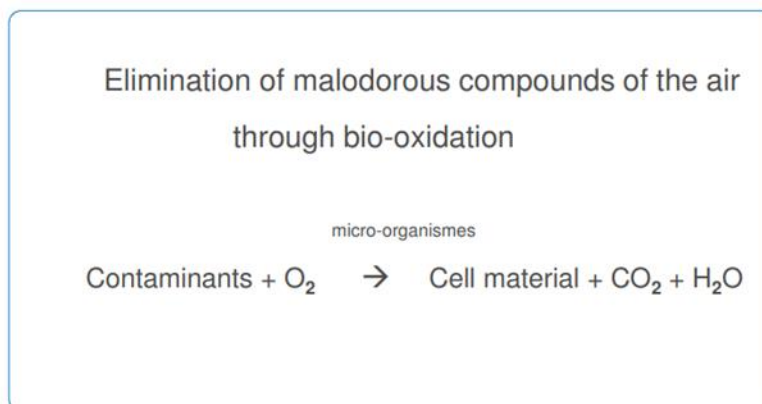 Elimination of malodorous compounds of the air
through bio-oxidation
micro-organismes
Contaminants + O₂ → Cell material + CO₂ + H₂O